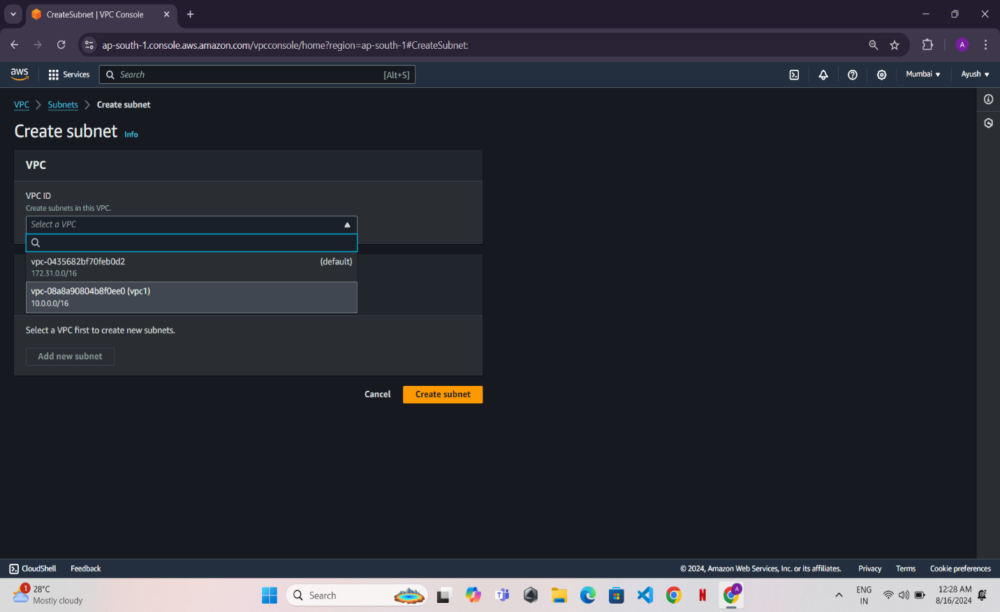 CreateSubnet | VPC Console
ap-south-1.console.aws.amazon.com/vpcconsole/home?region=ap-south-1#CreateSubnet:
A
aws
Services
Search
[Alt+S]
Mumbai ▼
Ayush ▼
VPC > Subnets > Create subnet
Create subnet Info
VPC
VPC ID
Create subnets in this VPC.
Select a VPC
vpc-0435682bf70feb0d2 (default)
172.31.0.0/16
vpc-08a8a90804b8f0ee0 (vpc1)
10.0.0.0/16
Select a VPC first to create new subnets.
Add new subnet
Cancel
Create subnet
CloudShell
Feedback
© 2024, Amazon Web Services, Inc. or its affiliates.
Privacy
Terms
Cookie preferences
1
28°C
Mostly cloudy
Search
N
A
ENG
IN
12:28 AM
8/16/2024